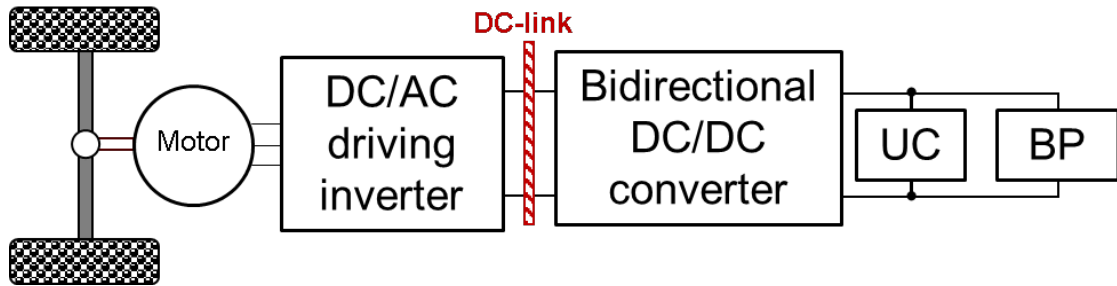 DC-link
Motor
DC/AC
driving
inverter
Bidirectional
DC/DC
converter
UC
BP